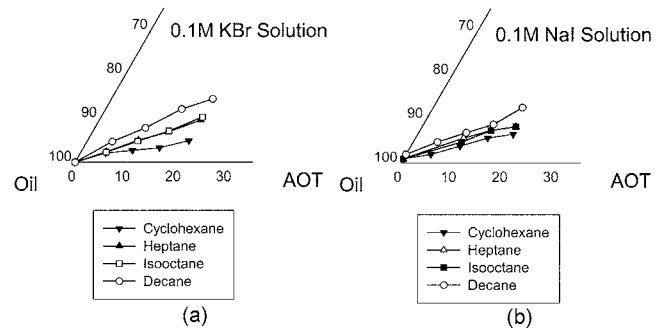 70
0.1M KBr Solution
80
90
100
0
10
20
30
Oil
AOT
Cyclohexane
Heptane
Isooctane
Decane
(a)
70
0.1M NaI Solution
80
90
100
0
10
20
30
Oil
AOT
Cyclohexane
Heptane
Isooctane
Decane
(b)